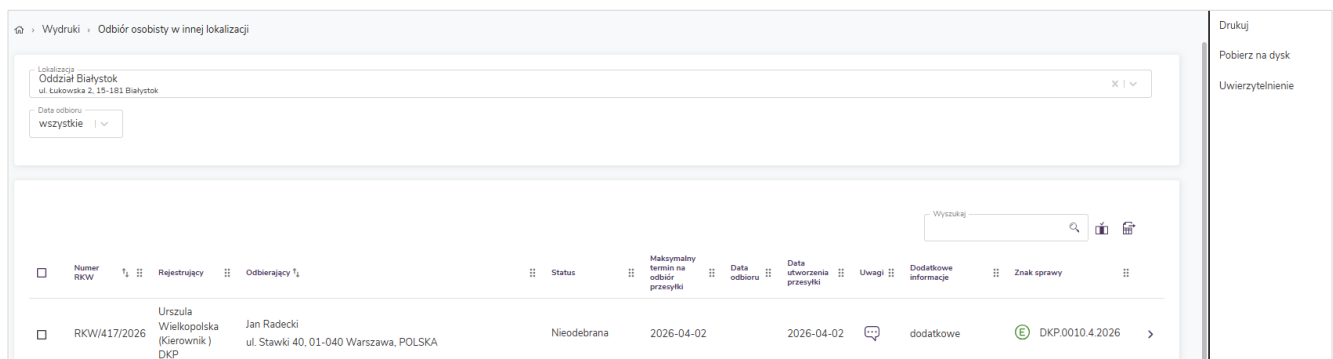 Wydruki › Odbiór osobisty w innej lokalizacji
Drukuj
Pobierz na dysk
Uwierzytelnienie
Lokalizacja
Oddział Białystok
ul. Łukowska 2, 15-181 Białystok
Data odbioru
wszystkie
Wyszukaj
Numer RKW
Rejestrujący
Odbierający
Status
Maksymalny termin na odbiór przesyłki
Data odbioru
Data utworzenia przesyłki
Uwagi
Dodatkowe informacje
Znak sprawy
RKW/417/2026
Urszula
Wielkopolska
(Kierownik )
DKP
Jan Radecki
ul. Stawki 40, 01-040 Warszawa, POLSKA
Nieodebrana
2026-04-02
2026-04-02
dodatkowe
E DKP.0010.4.2026